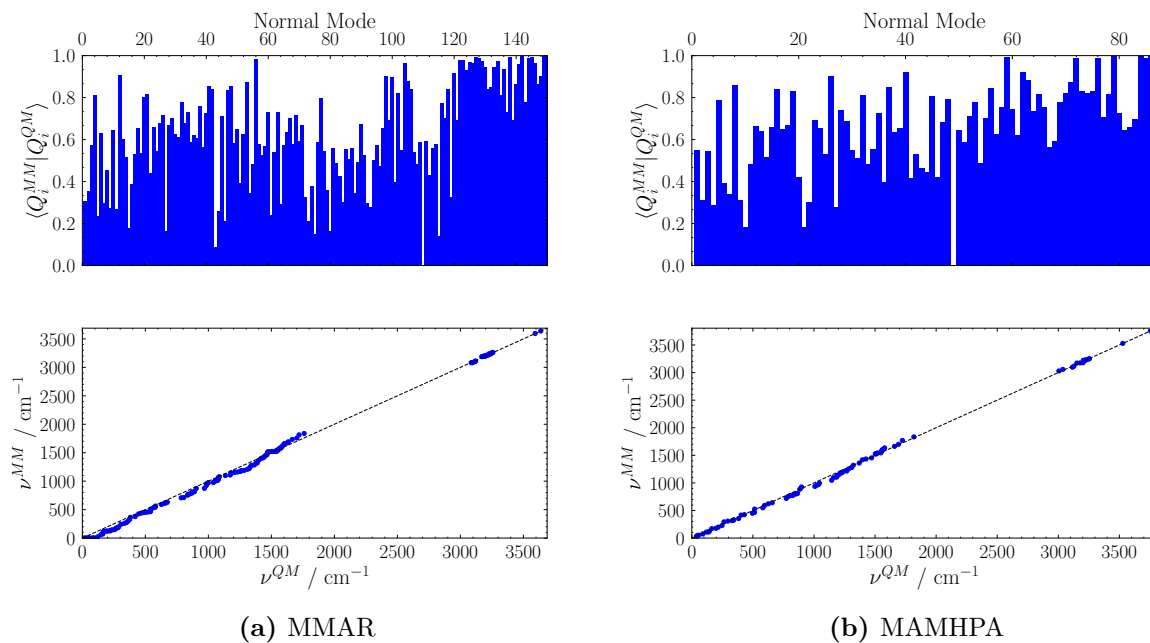 Normal Mode
0 20 40 60 80 100 120 140
1.0
0.8
0.6
0.4
0.2
0.0
⟨Q_i^{MM}|Q_i^{QM}⟩
3500
3000
2500
2000
1500
1000
500
0
ν^{MM} / cm^{−1}
0 500 1000 1500 2000 2500 3000 3500
ν^{QM} / cm^{−1}
(a) MMAR
Normal Mode
0 20 40 60 80
1.0
0.8
0.6
0.4
0.2
0.0
⟨Q_i^{MM}|Q_i^{QM}⟩
3500
3000
2500
2000
1500
1000
500
0
ν^{MM} / cm^{−1}
0 500 1000 1500 2000 2500 3000 3500
ν^{QM} / cm^{−1}
(b) MAMHPA